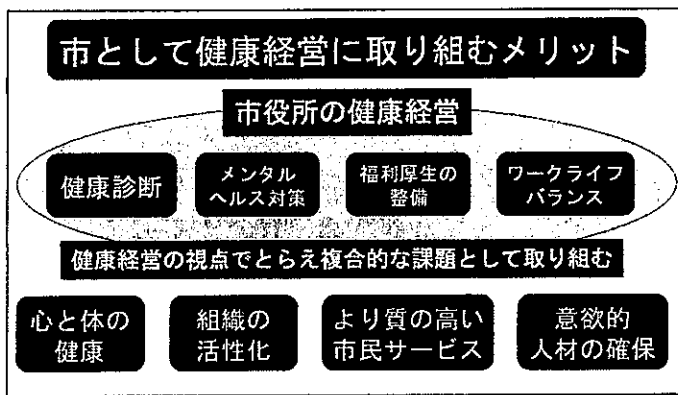 市として健康経営に取り組むメリット
市役所の健康経営
健康診断
メンタル
ヘルス対策
福利厚生の
整備
ワークライフ
バランス
健康経営の視点でとらえ複合的な課題として取り組む
心と体の
健康
組織の
活性化
より質の高い
市民サービス
意欲的
人材の確保